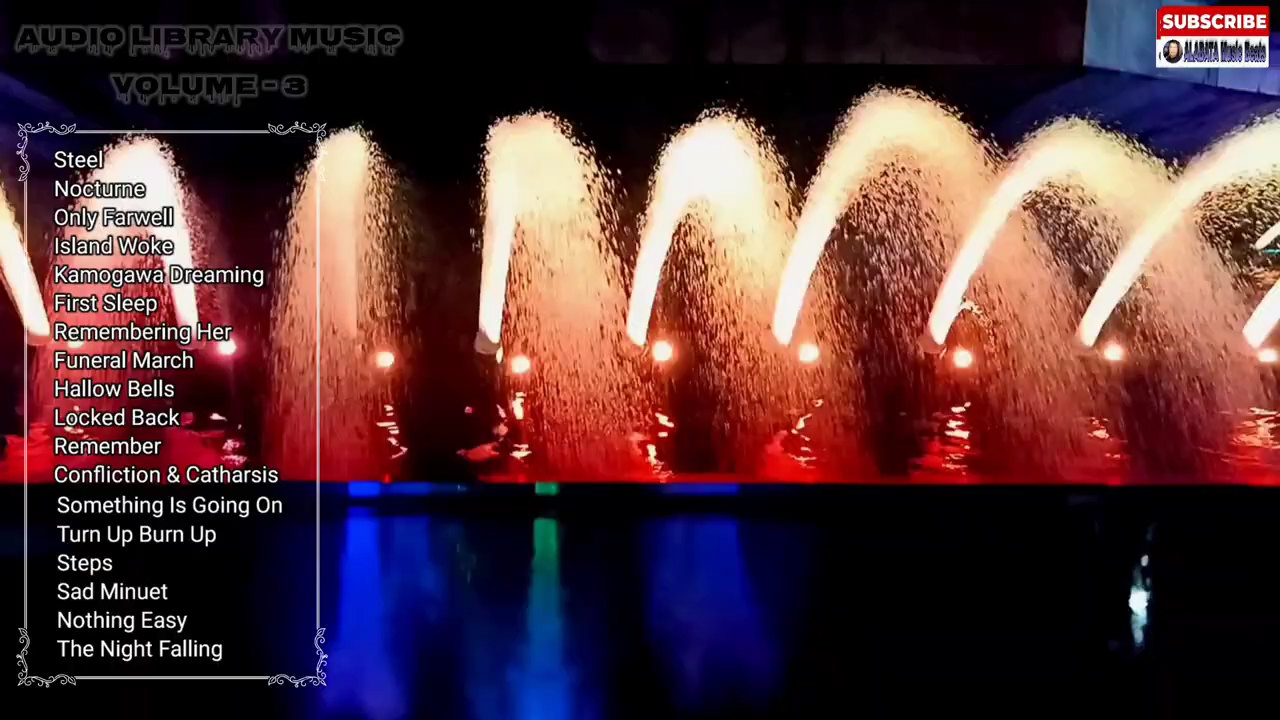 AUDIO LIBRARY MUSIC
VOLUME - 3
SUBSCRIBE
ALABATA Music Beats
Steel
Nocturne
Only Farwell
Island Woke
Kamogawa Dreaming
First Sleep
Remembering Her
Funeral March
Hallow Bells
Locked Back
Remember
Confliction & Catharsis
Something Is Going On
Turn Up Burn Up
Steps
Sad Minuet
Nothing Easy
The Night Falling